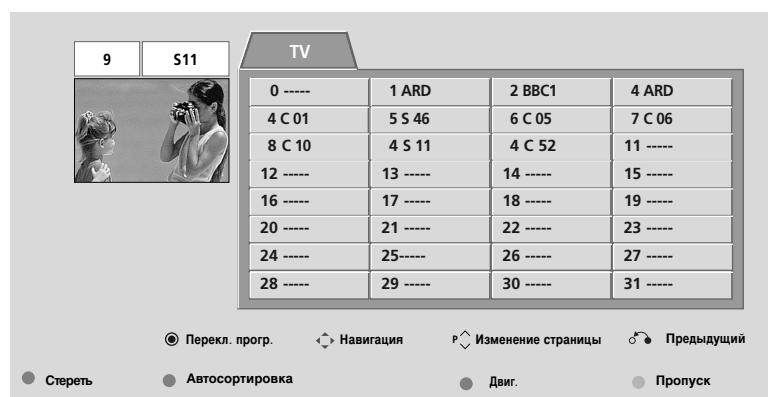 9 S11 TV
0 ----- 1 ARD 2 BBC1 4 ARD
4 C 01 5 S 46 6 C 05 7 C 06
8 C 10 4 S 11 4 C 52 11 -----
12 ----- 13 ----- 14 ----- 15 -----
16 ----- 17 ----- 18 ----- 19 -----
20 ----- 21 ----- 22 ----- 23 -----
24 ----- 25----- 26 ----- 27 -----
28 ----- 29 ----- 30 ----- 31 -----
Перекл. прогр. Навигация P Изменение страницы Предыдущий
Стереть Автосортировка Двиг. Пропуск